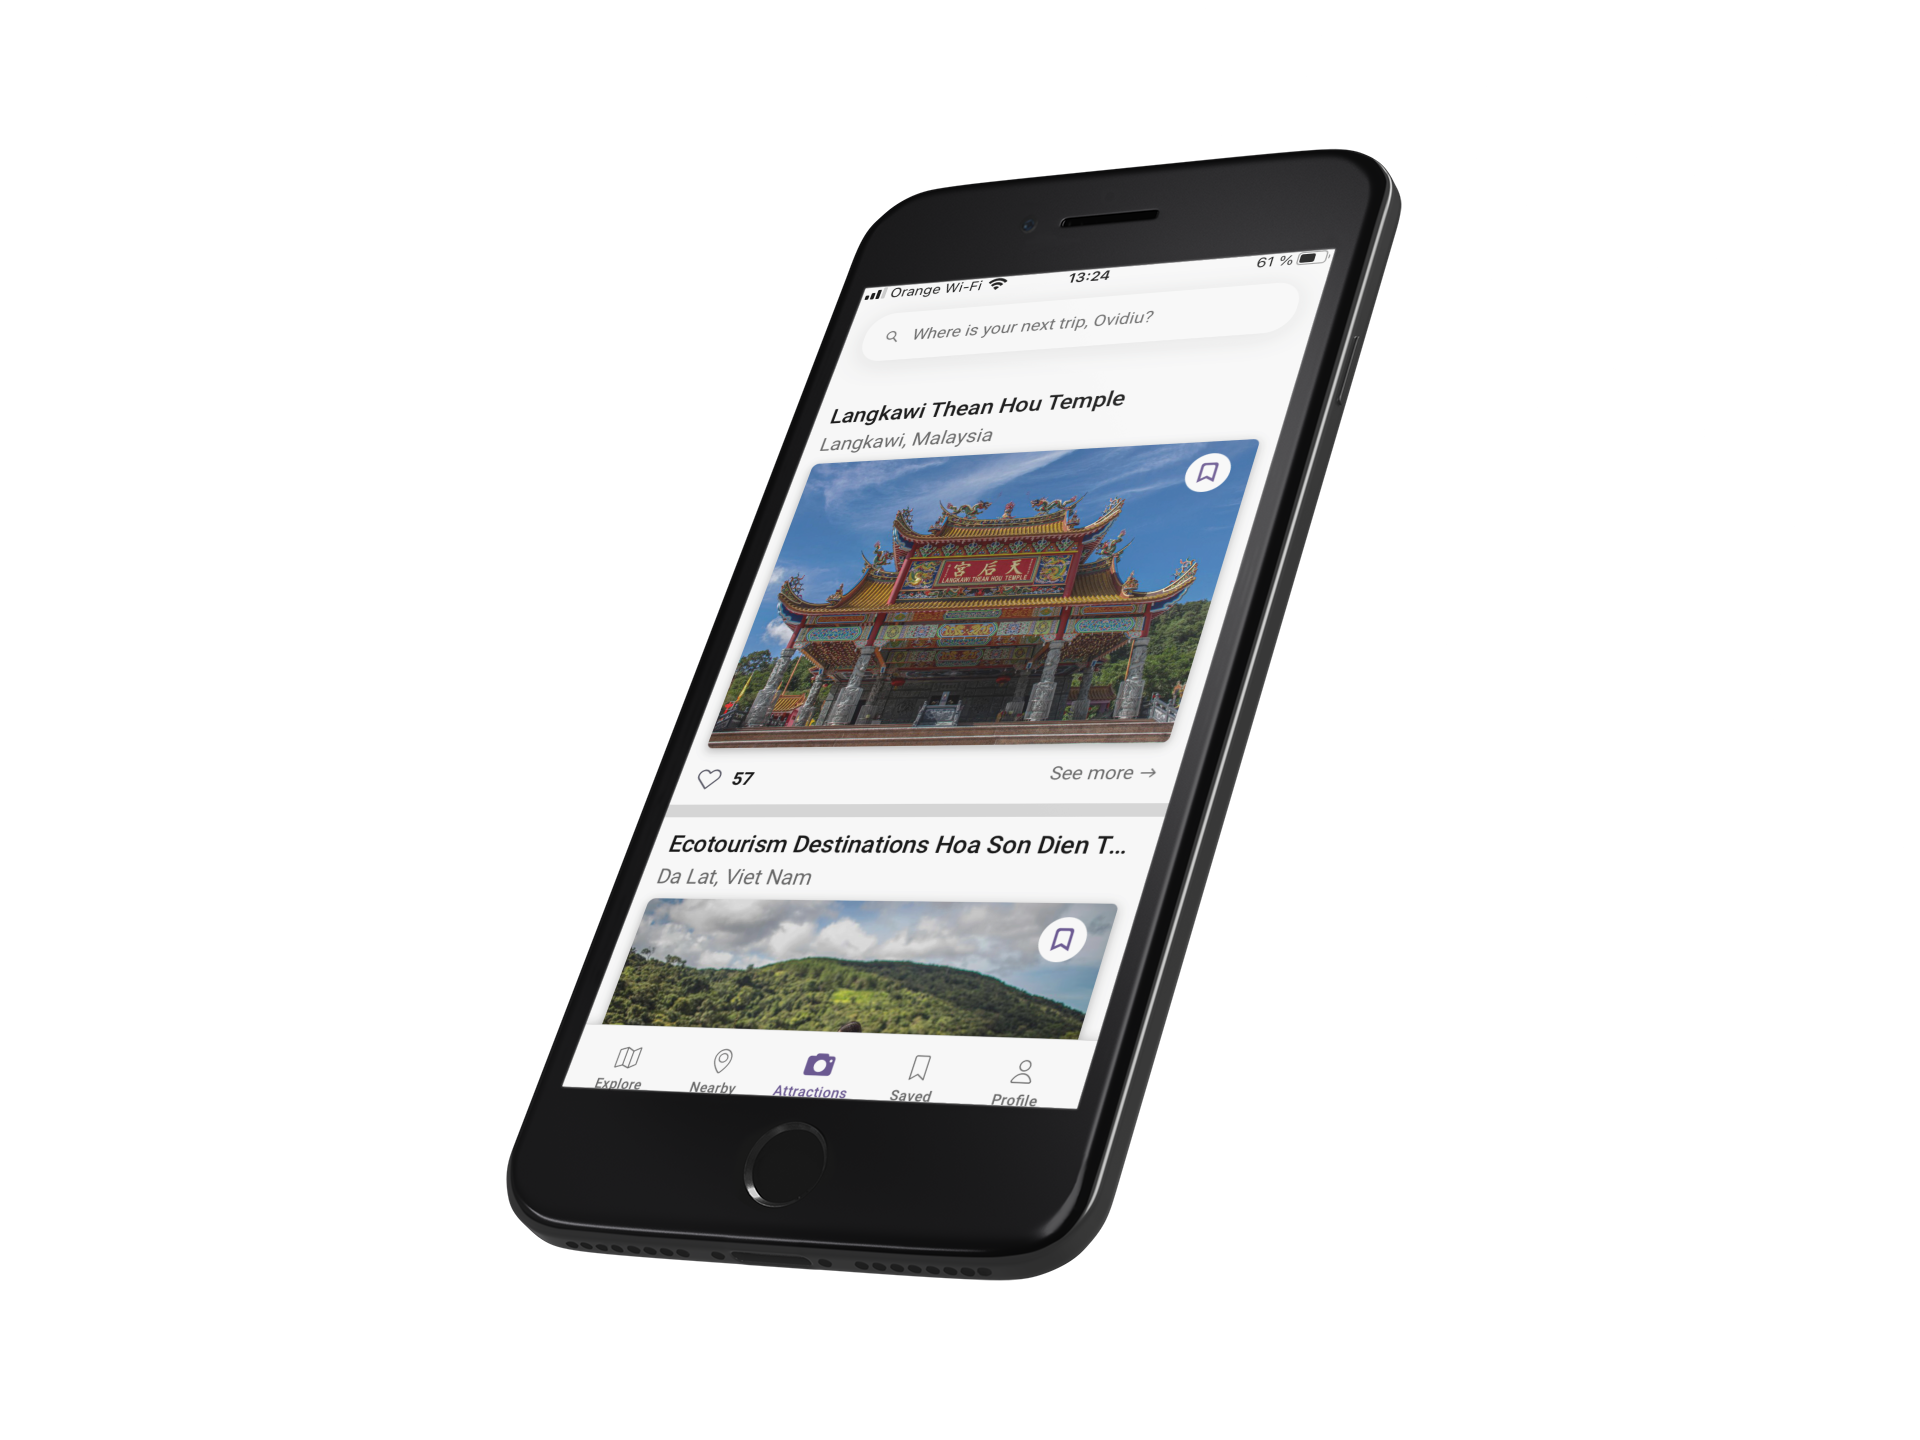 Orange Wi-Fi 13:24 61 %
Where is your next trip, Ovidiu?
Langkawi Thean Hou Temple
Langkawi, Malaysia
宮后天
LANGKAWI THEAN HOU TEMPLE
57 See more →
Ecotourism Destinations Hoa Son Dien T...
Da Lat, Viet Nam
Explore Nearby Attractions Saved Profile